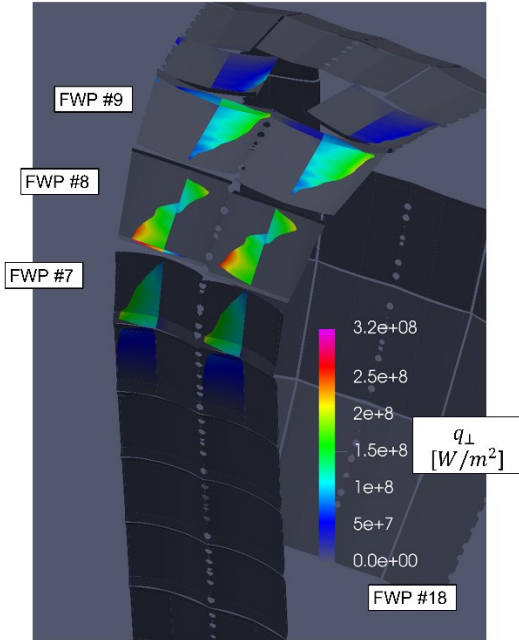 FWP #9
FWP #8
FWP #7
3.2e+08
2.5e+8
2e+8
1.5e+8
1e+8
5e+7
0.0e+00
q⊥
[W/m²]
FWP #18